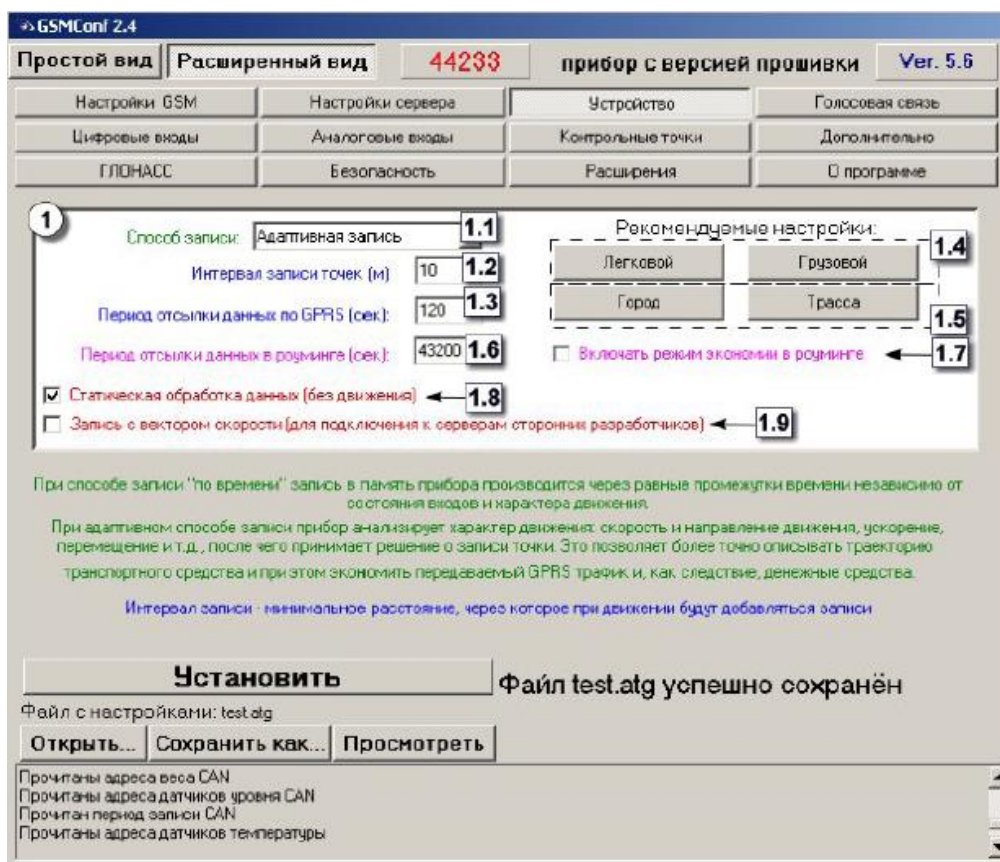 GSMConf 2.4
Простой вид Расширенный вид 44233 прибор с версией прошивки Ver. 5.6
Настройки GSM Настройки сервера Устройство Голосовая связь
Цифровые входы Аналоговые входы Контрольные точки Дополнительно
ГЛОНАСС Безопасность Расширения О программе
1
Способ записи: Адаптивная запись 1.1
Интервал записи точек (м) 10 1.2
Период отсылки данных по GPRS (сек): 120 1.3
Период отсылки данных в роуминге (сек): 43200 1.6
Рекомендуемые настройки:
Легковой Грузовой 1.4
Город Трасса 1.5
Включать режим экономии в роуминге 1.7
Статическая обработка данных (без движения) 1.8
Запись с вектором скорости (для подключения к серверам сторонних разработчиков) 1.9
При способе записи "по времени" запись в память прибора производится через равные промежутки времени независимо от
состояния входов и характера движения.
При адаптивном способе записи прибор анализирует характер движения: скорость и направление движения, ускорение,
перемещение и т.д., после чего принимает решение о записи точки. Это позволяет более точно описывать траекторию
транспортного средства и при этом экономить передаваемый GPRS трафик и, как следствие, денежные средства.
Интервал записи - минимальное расстояние, через которое при движении будут добавляться записи
Установить Файл test.atg успешно сохранён
Файл с настройками: test.atg
Открыть... Сохранить как... Просмотреть
Прочитаны адреса веса CAN
Прочитаны адреса датчиков уровня CAN
Прочитан период записи CAN
Прочитаны адреса датчиков температуры